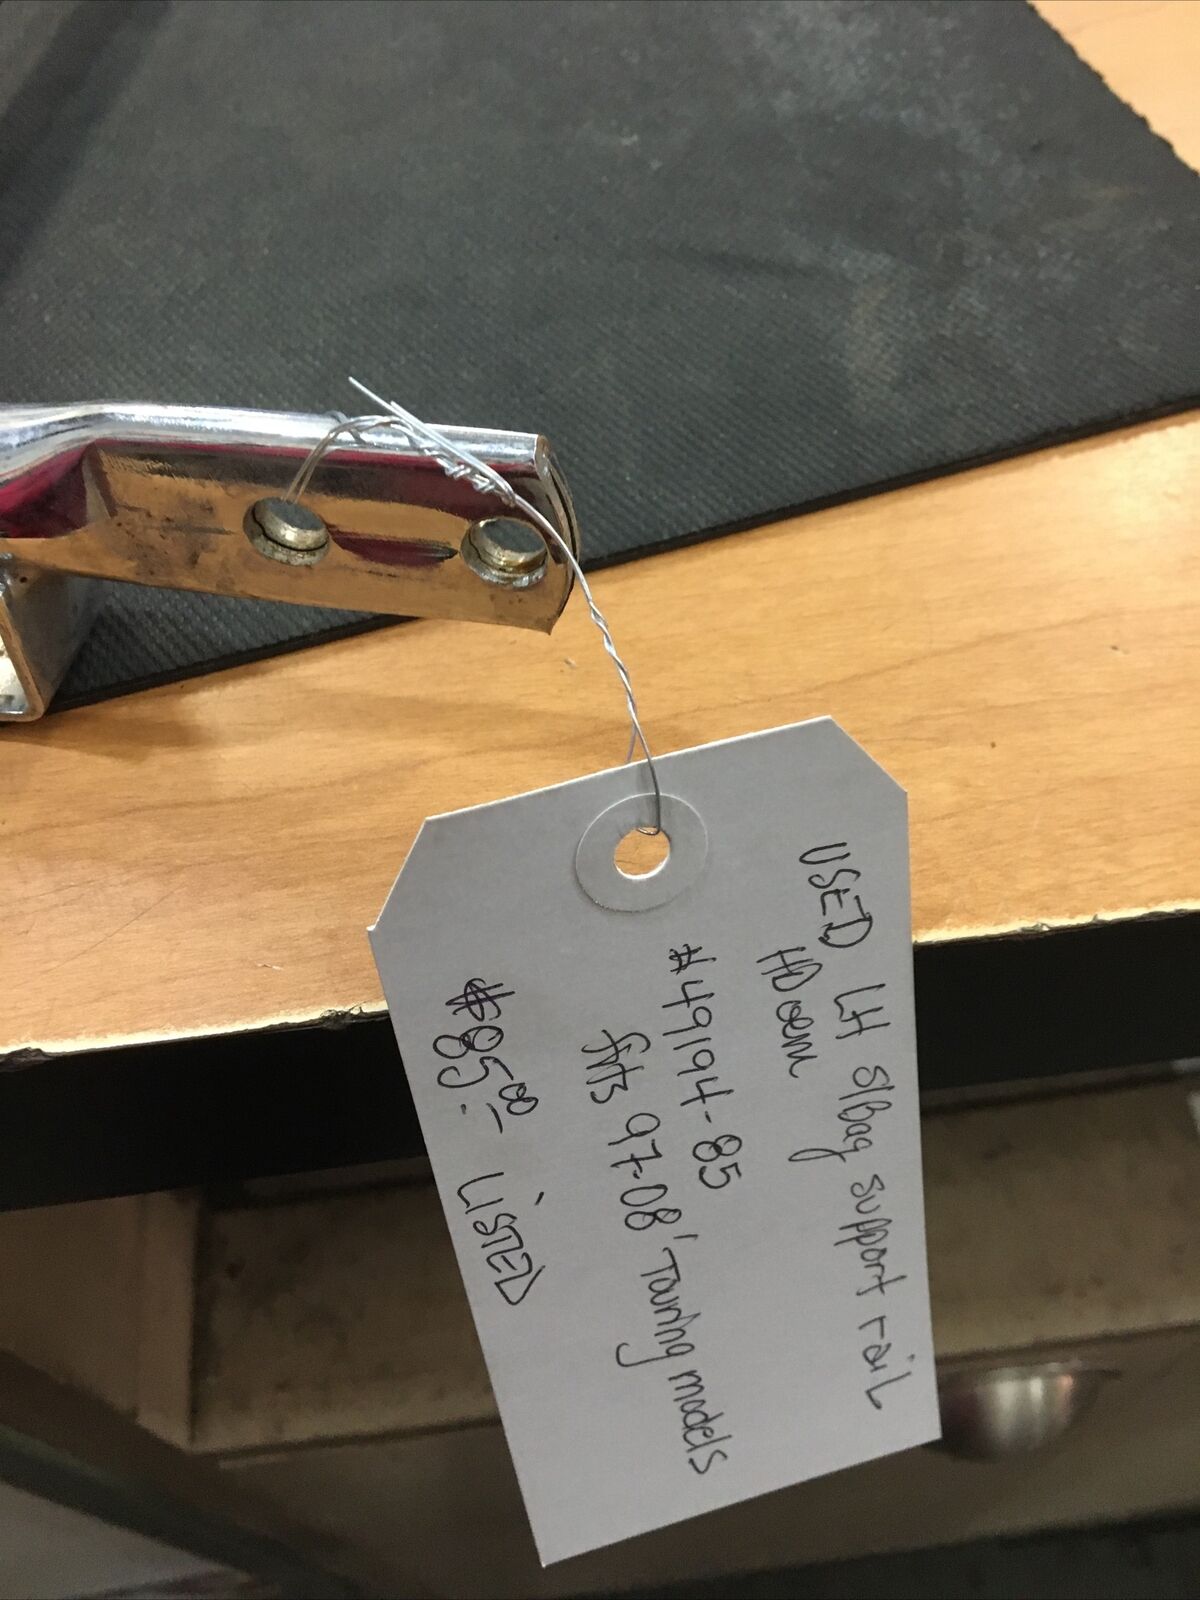 USED LH S/Bag support rail
HD oem
#49194-85
fits 97-08' Touring models
$85.00 - LISTED